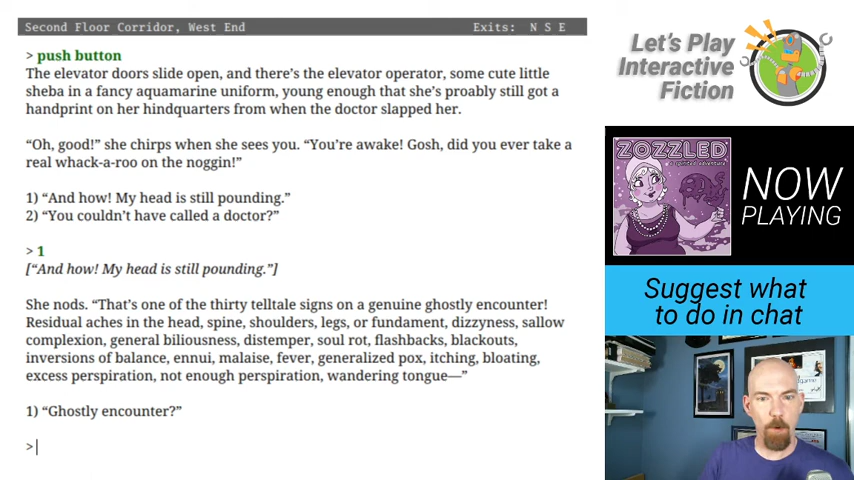 Second Floor Corridor, West End Exits: N S E
> push button
The elevator doors slide open, and there's the elevator operator, some cute little
sheba in a fancy aquamarine uniform, young enough that she's proably still got a
handprint on her hindquarters from when the doctor slapped her.
“Oh, good!” she chirps when she sees you. “You're awake! Gosh, did you ever take a
real whack-a-roo on the noggin!”
1) “And how! My head is still pounding.”
2) “You couldn't have called a doctor?”
> 1
[“And how! My head is still pounding.”]
She nods. “That's one of the thirty telltale signs on a genuine ghostly encounter!
Residual aches in the head, spine, shoulders, legs, or fundament, dizzyness, sallow
complexion, general biliousness, distemper, soul rot, flashbacks, blackouts,
inversions of balance, ennui, malaise, fever, generalized pox, itching, bloating,
excess perspiration, not enough perspiration, wandering tongue—”
1) “Ghostly encounter?”
>
Let's Play
Interactive
Fiction
ZOZZLED
a spirited adventure
NOW
PLAYING
Suggest what
to do in chat